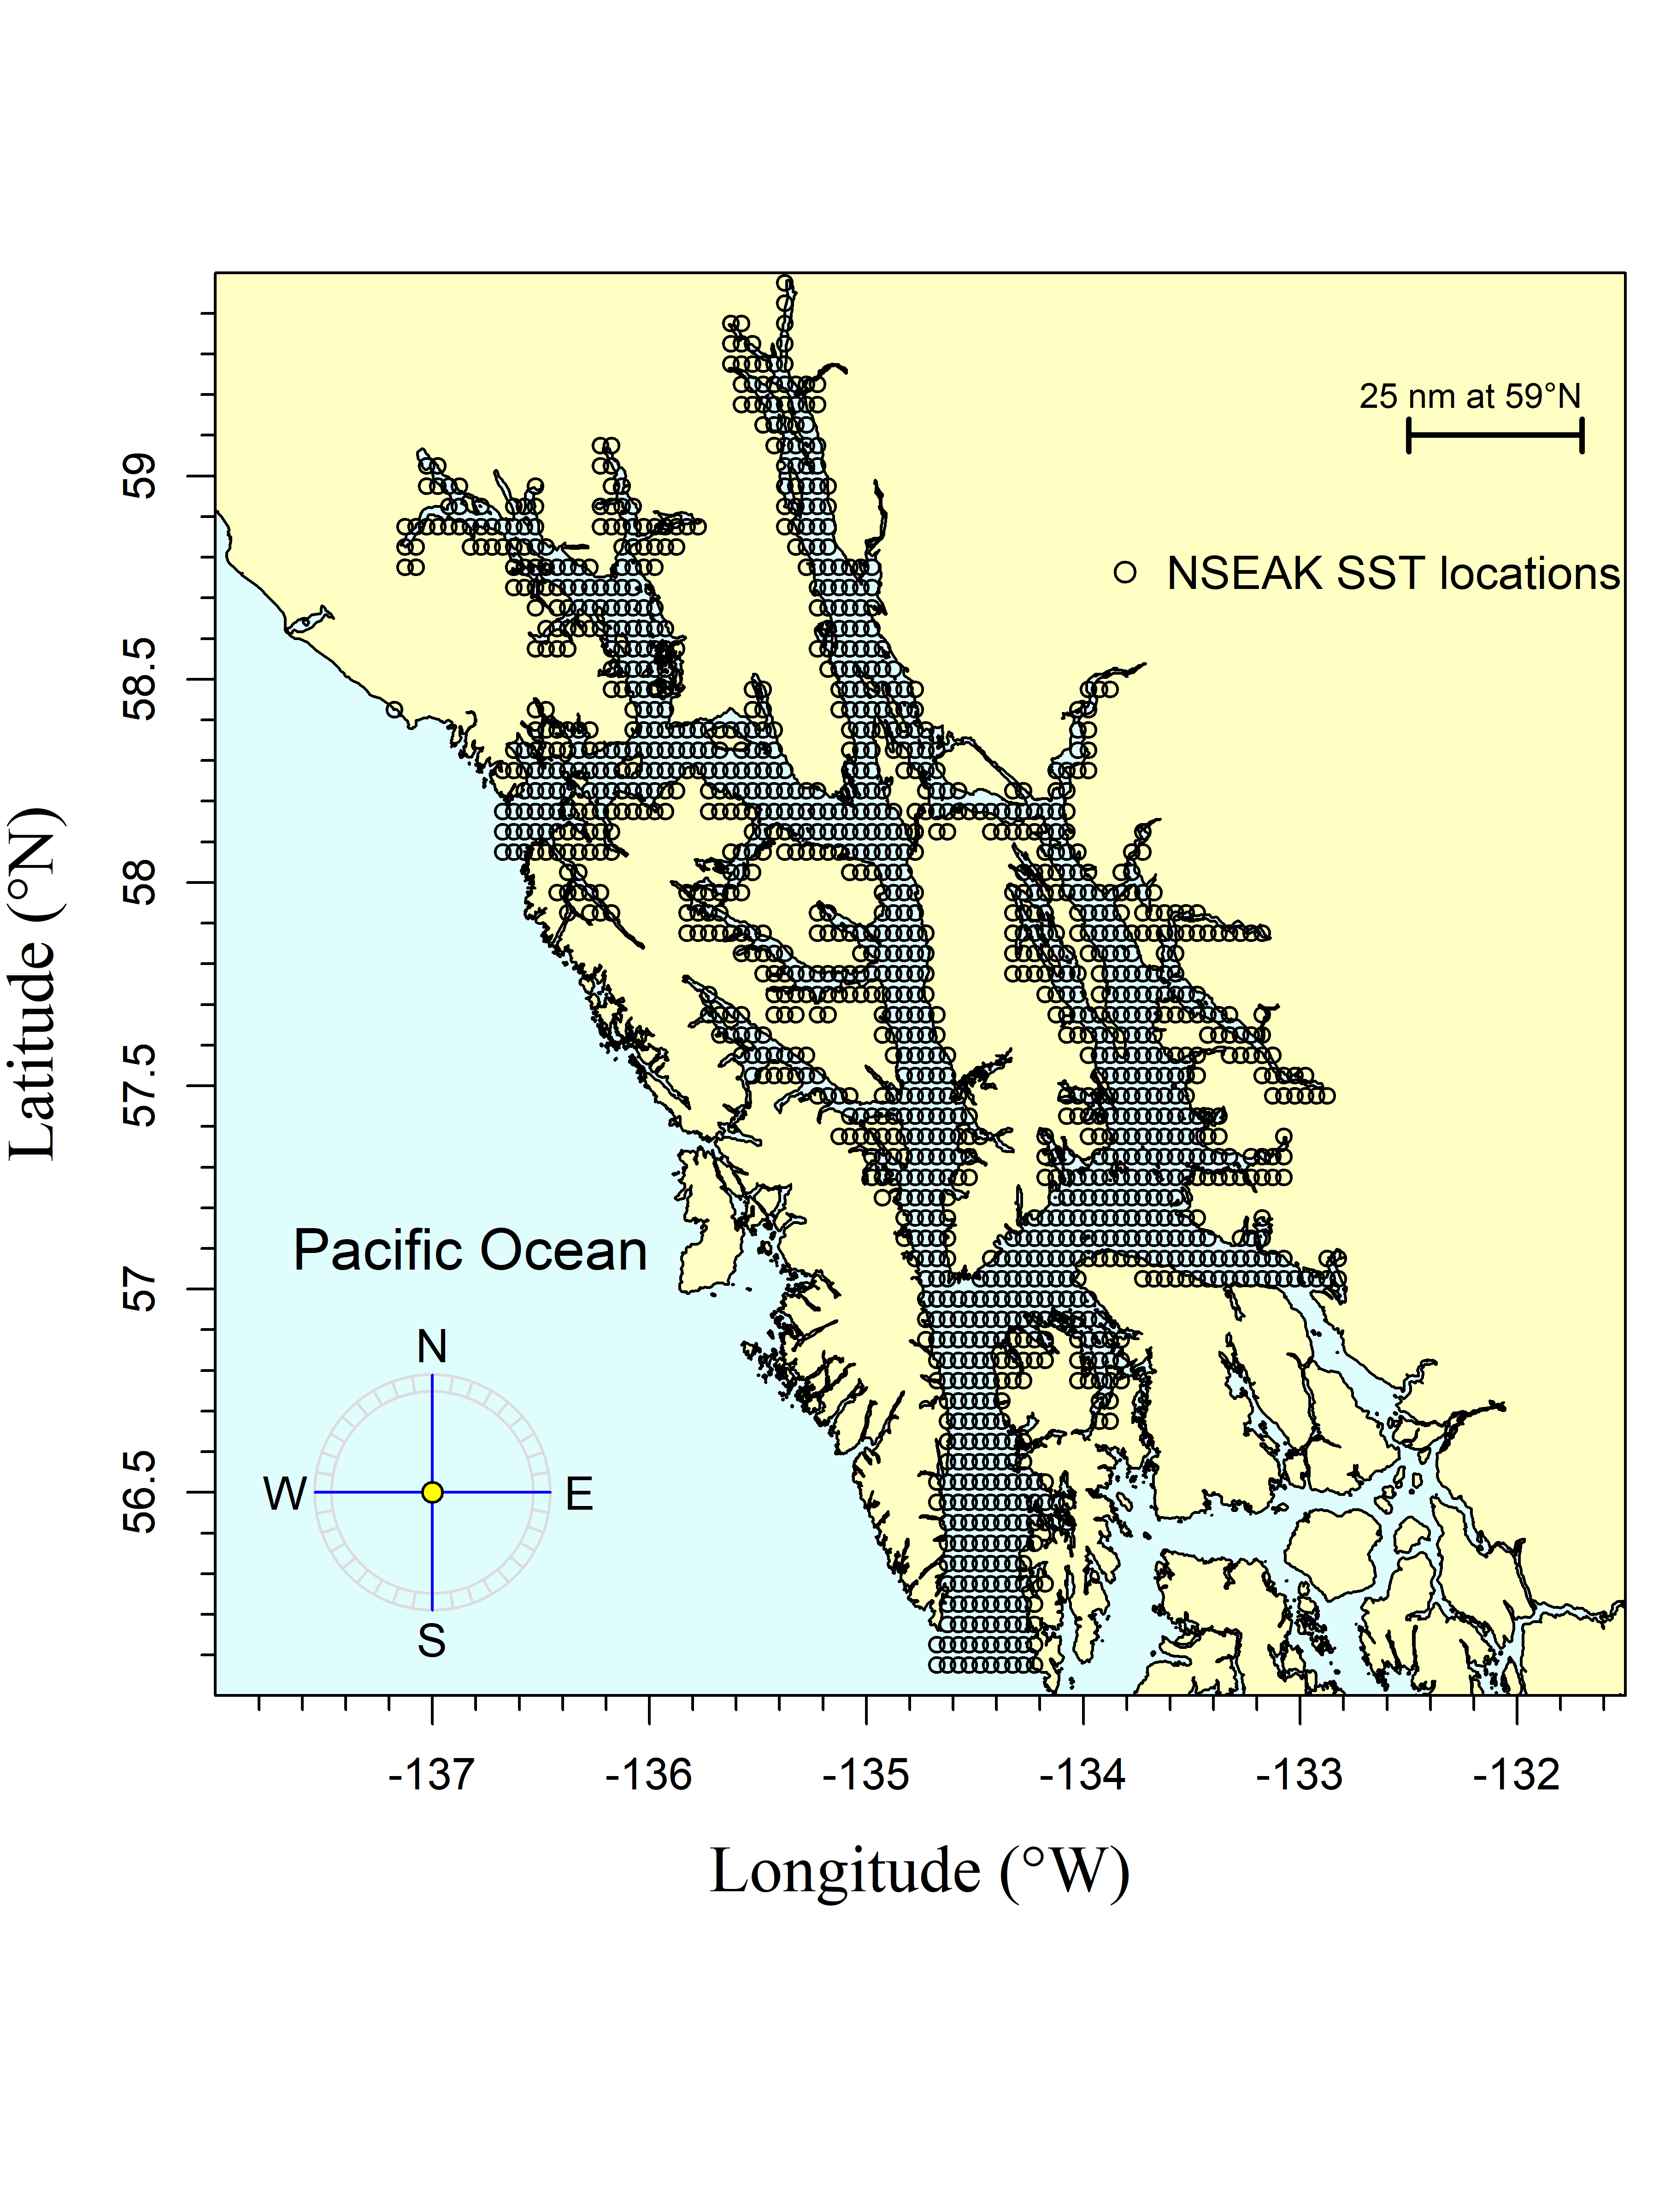 25 nm at 59°N
NSEAK SST locations
Pacific Ocean
N
W
E
S
59
58.5
58
57.5
57
56.5
Latitude (°N)
-137
-136
-135
-134
-133
-132
Longitude (°W)